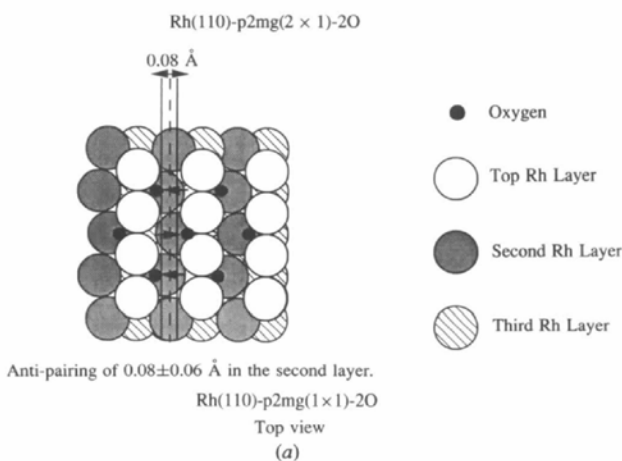 Rh(110)-p2mg(2 × 1)-2O
0.08 Å
Oxygen
Top Rh Layer
Second Rh Layer
Third Rh Layer
Anti-pairing of 0.08±0.06 Å in the second layer.
Rh(110)-p2mg(1×1)-2O
Top view
(a)